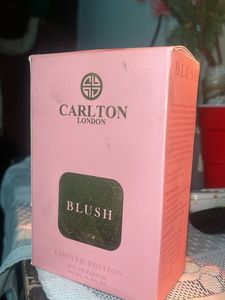 CARLTON
LONDON
BLUSH
LIMITED EDITION
EAU DE PARFUM
BLUSH